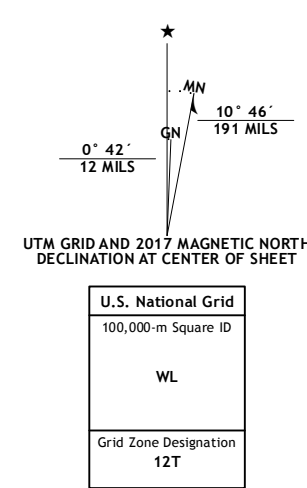 MN
GN
10° 46´
191 MILS
0° 42´
12 MILS
UTM GRID AND 2017 MAGNETIC NORTH
DECLINATION AT CENTER OF SHEET
U.S. National Grid
100,000-m Square ID
WL
Grid Zone Designation
12T